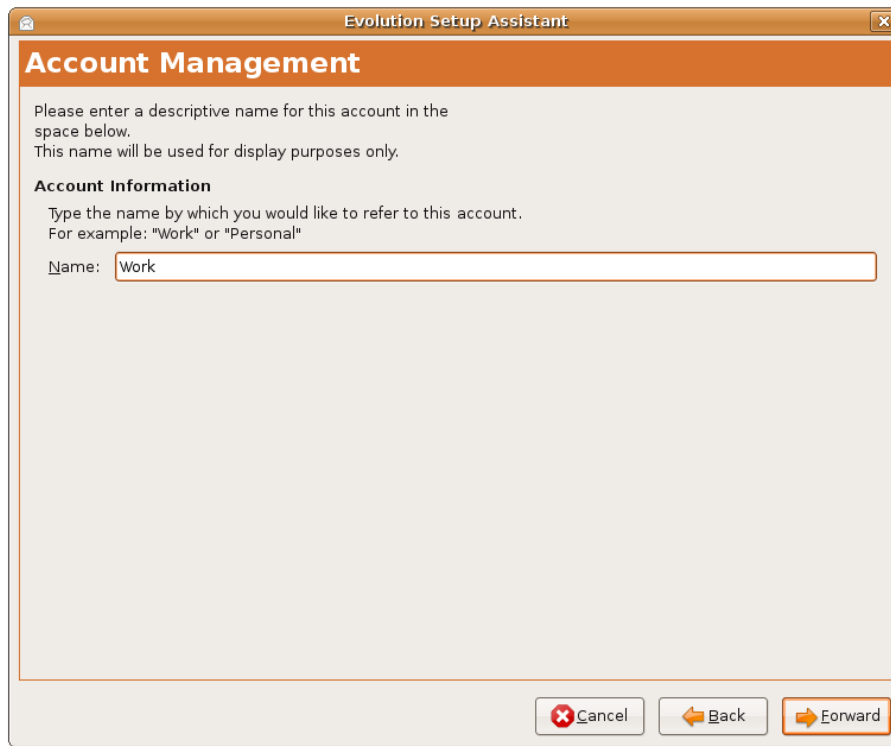 Evolution Setup Assistant
Account Management
Please enter a descriptive name for this account in the
space below.
This name will be used for display purposes only.
Account Information
Type the name by which you would like to refer to this account.
For example: "Work" or "Personal"
Name: Work
Cancel Back Forward